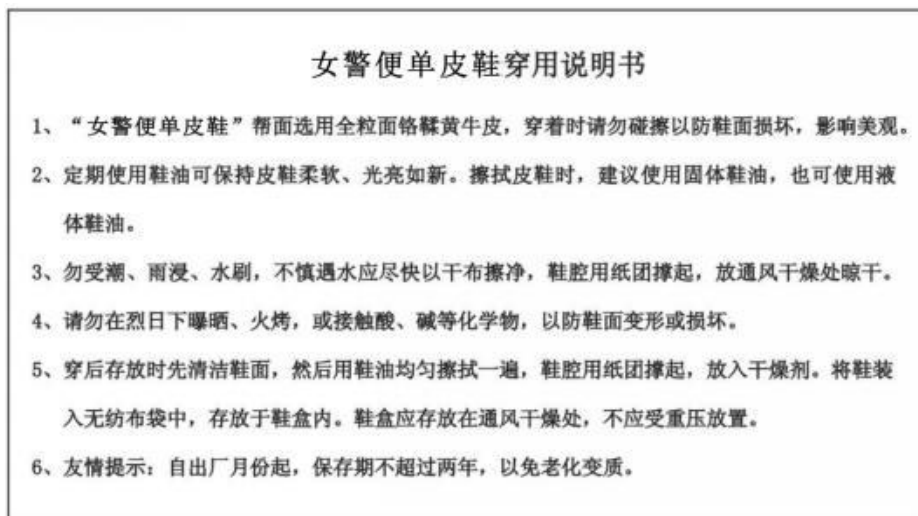 女警便单皮鞋穿用说明书
1、“女警便单皮鞋”帮面选用全粒面铬鞣黄牛皮，穿着时请勿碰擦以防鞋面损坏，影响美观。
2、定期使用鞋油可保持皮鞋柔软、光亮如新。擦拭皮鞋时，建议使用固体鞋油，也可使用液
体鞋油。
3、勿受潮、雨浸、水刷，不慎遇水应尽快以干布擦净，鞋腔用纸团撑起，放通风干燥处晾干。
4、请勿在烈日下曝晒、火烤，或接触酸、碱等化学物，以防鞋面变形或损坏。
5、穿后存放时先清洁鞋面，然后用鞋油均匀擦拭一遍，鞋腔用纸团撑起，放入干燥剂。将鞋装
入无纺布袋中，存放于鞋盒内。鞋盒应存放在通风干燥处，不应受重压放置。
6、友情提示：自出厂月份起，保存期不超过两年，以免老化变质。